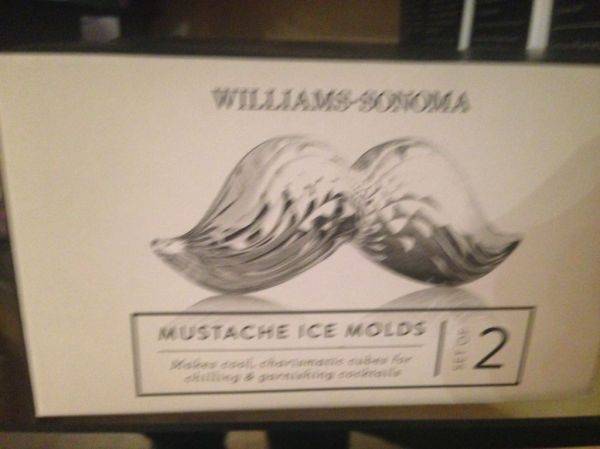 WILLIAMS-SONOMA
MUSTACHE ICE MOLDS
Makes cool, charismatic cubes for
chilling & garnishing cocktails
SET OF
2